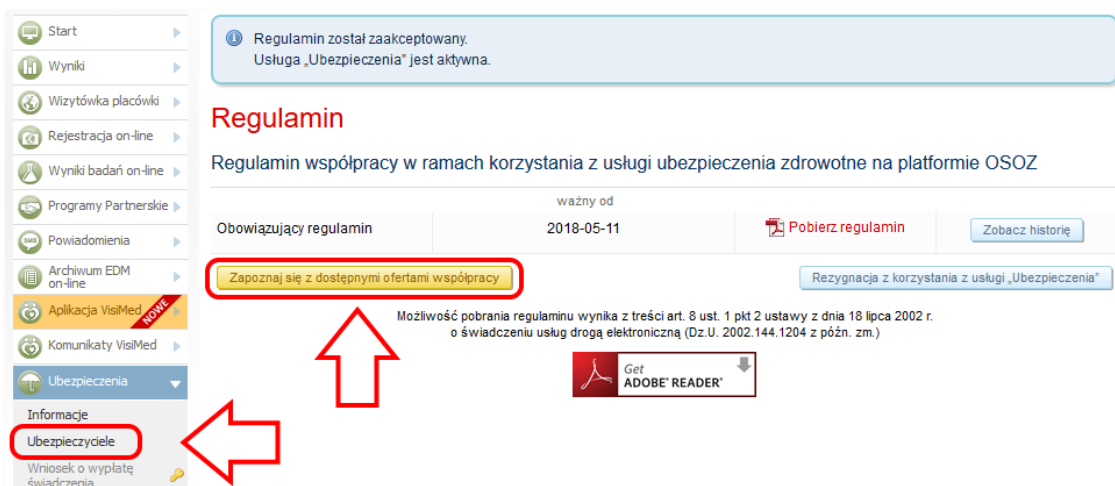 Start
Wyniki
Wizytówka placówki
Rejestracja on-line
Wyniki badań on-line
Programy Partnerskie
SMS
Powiadomienia
Archiwum EDM
on-line
Aplikacja VisiMed
NOWE
Komunikaty VisiMed
Ubezpieczenia
Informacje
Ubezpieczyciele
Wniosek o wypłatę
świadczenia
Regulamin został zaakceptowany.
Usługa „Ubezpieczenia" jest aktywna.
Regulamin
Regulamin współpracy w ramach korzystania z usługi ubezpieczenia zdrowotne na platformie OSOZ
ważny od
Obowiązujący regulamin 2018-05-11 Pobierz regulamin Zobacz historię
Zapoznaj się z dostępnymi ofertami współpracy Rezygnacja z korzystania z usługi „Ubezpieczenia"
Możliwość pobrania regulaminu wynika z treści art. 8 ust. 1 pkt 2 ustawy z dnia 18 lipca 2002 r.
o świadczeniu usług drogą elektroniczną (Dz.U. 2002.144.1204 z późn. zm.)
Get
ADOBE® READER®